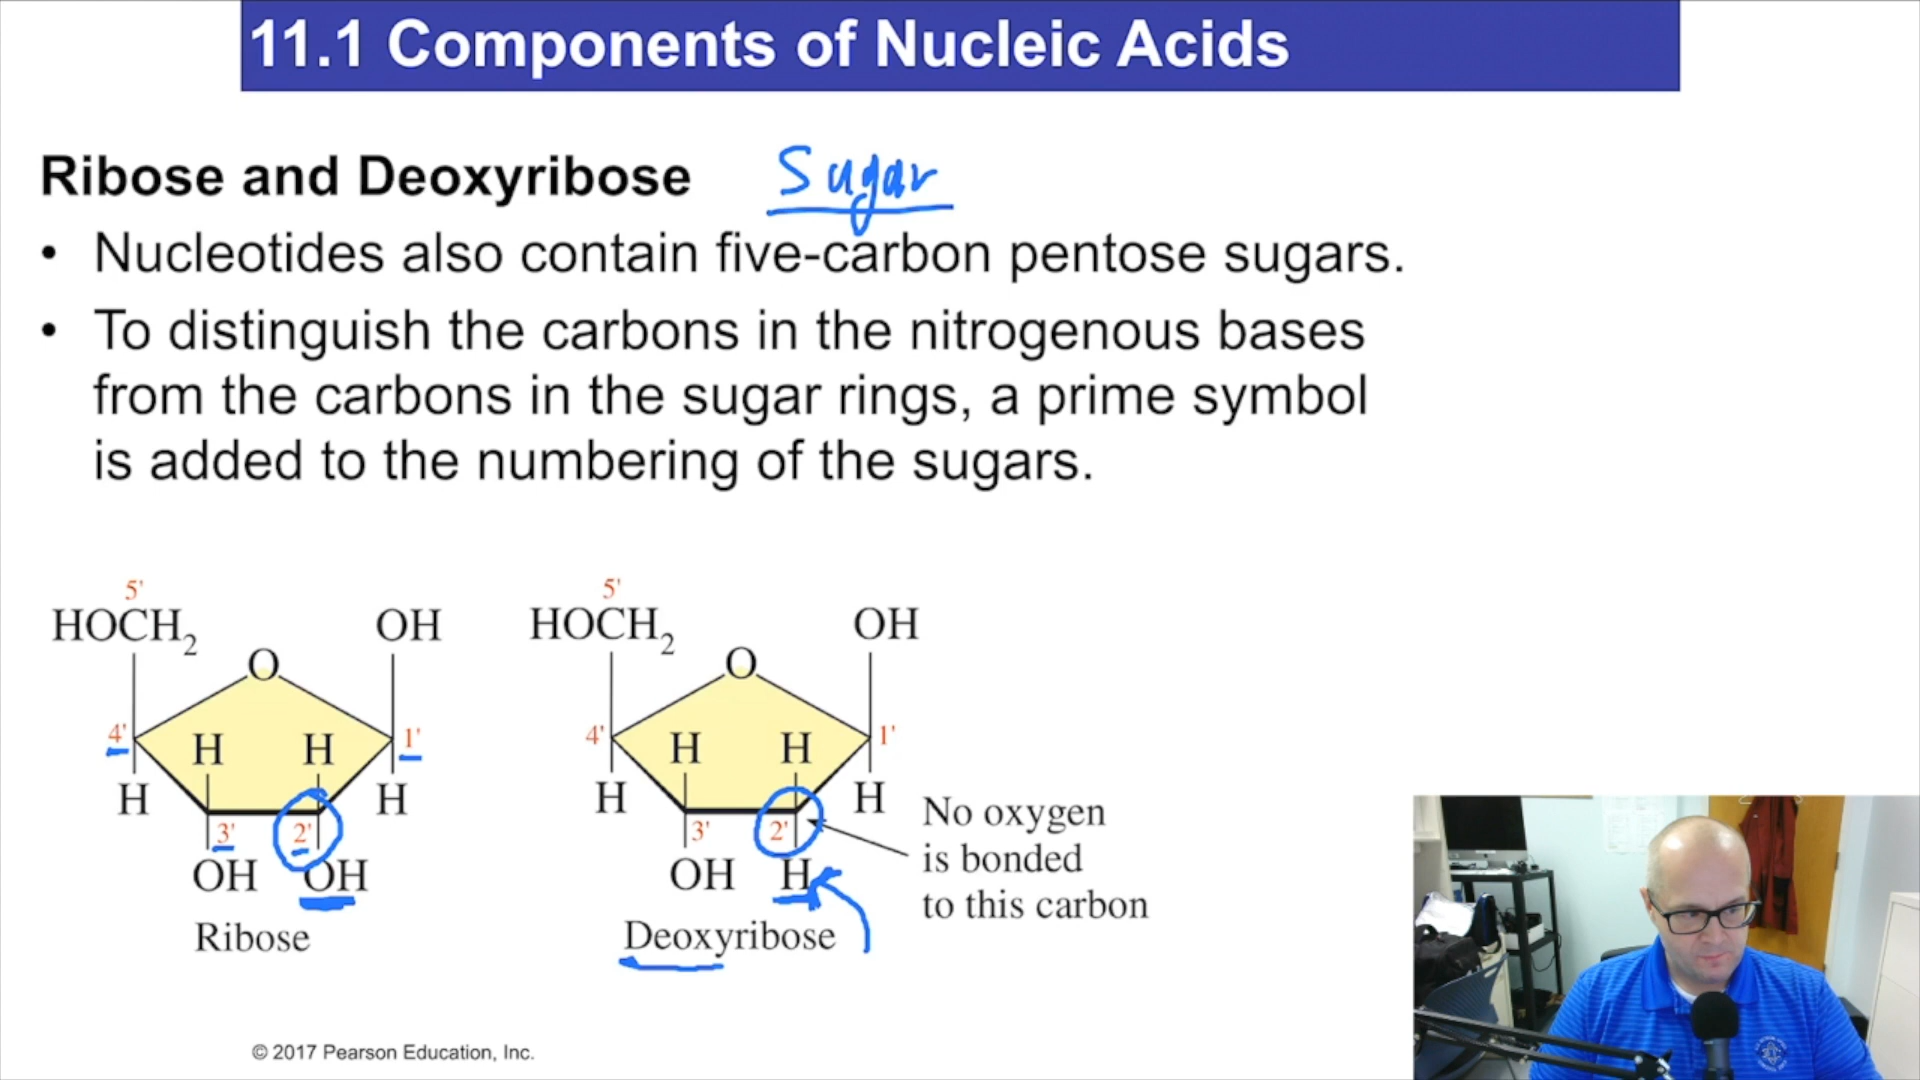 11.1 Components of Nucleic Acids
Ribose and Deoxyribose Sugar
• Nucleotides also contain five-carbon pentose sugars.
• To distinguish the carbons in the nitrogenous bases
from the carbons in the sugar rings, a prime symbol
is added to the numbering of the sugars.
5'
HOCH₂ OH
O
4' H H 1'
H H
3' 2'
OH OH
Ribose
5'
HOCH₂ OH
O
4' H H 1'
H H
3' 2'
OH H
Deoxyribose
No oxygen
is bonded
to this carbon
© 2017 Pearson Education, Inc.